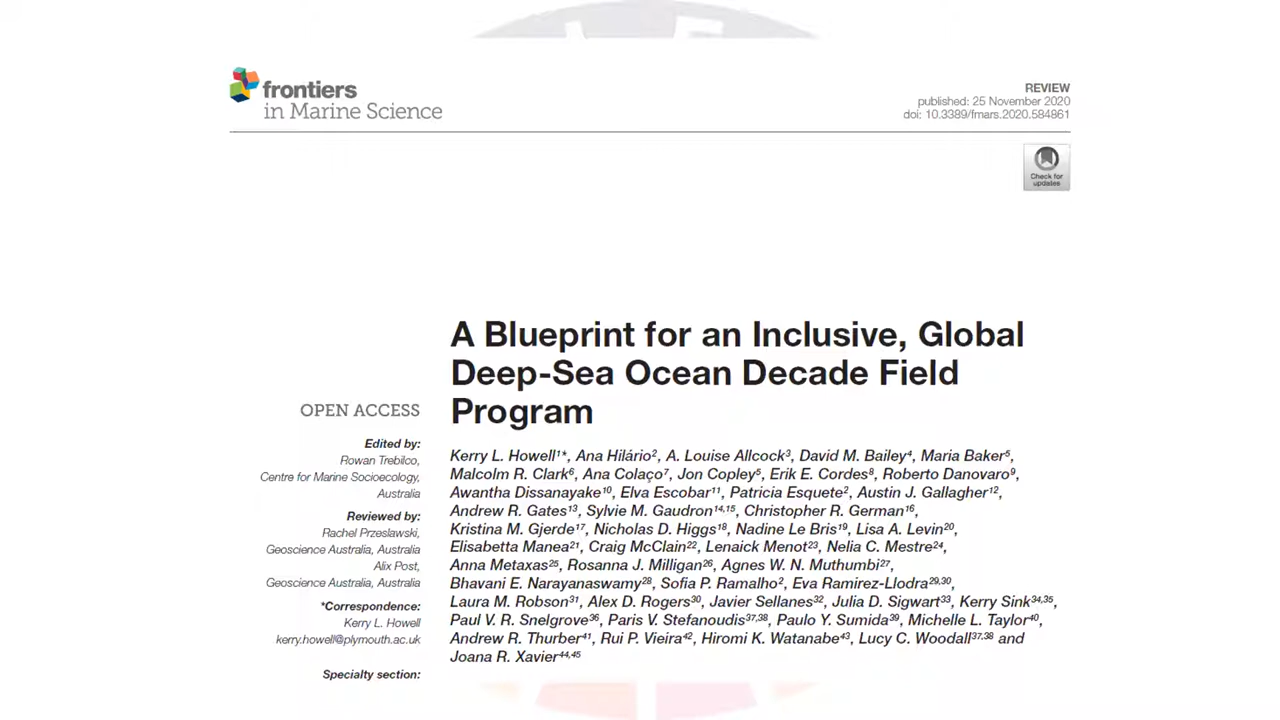 frontiers
in Marine Science
REVIEW
published: 25 November 2020
doi: 10.3389/fmars.2020.584861
Check for
updates
A Blueprint for an Inclusive, Global
Deep-Sea Ocean Decade Field
Program
OPEN ACCESS
Edited by:
Rowan Trebilco,
Centre for Marine Socioecology,
Australia
Reviewed by:
Rachel Przeslawski,
Geoscience Australia, Australia
Alix Post,
Geoscience Australia, Australia
*Correspondence:
Kerry L. Howell
kerry.howell@plymouth.ac.uk
Specialty section:
Kerry L. Howell¹*, Ana Hilário², A. Louise Allcock³, David M. Bailey⁴, Maria Baker⁵,
Malcolm R. Clark⁶, Ana Colaço⁷, Jon Copley⁵, Erik E. Cordes⁸, Roberto Danovaro⁹,
Awantha Dissanayake¹⁰, Elva Escobar¹¹, Patricia Esquete², Austin J. Gallagher¹²,
Andrew R. Gates¹³, Sylvie M. Gaudron¹⁴,¹⁵, Christopher R. German¹⁶,
Kristina M. Gjerde¹⁷, Nicholas D. Higgs¹⁸, Nadine Le Bris¹⁹, Lisa A. Levin²⁰,
Elisabetta Manea²¹, Craig McClain²², Lenaick Menot²³, Nelia C. Mestre²⁴,
Anna Metaxas²⁵, Rosanna J. Milligan²⁶, Agnes W. N. Muthumbi²⁷,
Bhavani E. Narayanaswamy²⁸, Sofia P. Ramalho², Eva Ramirez-Llodra²⁹,³⁰,
Laura M. Robson³¹, Alex D. Rogers³⁰, Javier Sellanes³², Julia D. Sigwart³³, Kerry Sink³⁴,³⁵,
Paul V. R. Snelgrove³⁶, Paris V. Stefanoudis³⁷,³⁸, Paulo Y. Sumida³⁹, Michelle L. Taylor⁴⁰,
Andrew R. Thurber⁴¹, Rui P. Vieira⁴², Hiromi K. Watanabe⁴³, Lucy C. Woodall³⁷,³⁸ and
Joana R. Xavier⁴⁴,⁴⁵